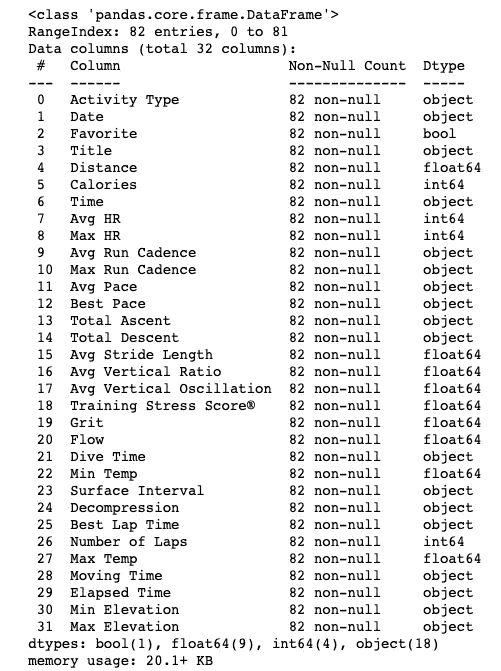 <class 'pandas.core.frame.DataFrame'>
RangeIndex: 82 entries, 0 to 81
Data columns (total 32 columns):
 #   Column                    Non-Null Count  Dtype
---  ------                    --------------  -----
 0   Activity Type             82 non-null     object
 1   Date                      82 non-null     object
 2   Favorite                  82 non-null     bool
 3   Title                     82 non-null     object
 4   Distance                  82 non-null     float64
 5   Calories                  82 non-null     int64
 6   Time                      82 non-null     object
 7   Avg HR                    82 non-null     int64
 8   Max HR                    82 non-null     int64
 9   Avg Run Cadence           82 non-null     object
 10  Max Run Cadence           82 non-null     object
 11  Avg Pace                  82 non-null     object
 12  Best Pace                 82 non-null     object
 13  Total Ascent              82 non-null     object
 14  Total Descent             82 non-null     object
 15  Avg Stride Length         82 non-null     float64
 16  Avg Vertical Ratio        82 non-null     float64
 17  Avg Vertical Oscillation  82 non-null     float64
 18  Training Stress Score®    82 non-null     float64
 19  Grit                      82 non-null     float64
 20  Flow                      82 non-null     float64
 21  Dive Time                 82 non-null     object
 22  Min Temp                  82 non-null     float64
 23  Surface Interval          82 non-null     object
 24  Decompression             82 non-null     object
 25  Best Lap Time             82 non-null     object
 26  Number of Laps            82 non-null     int64
 27  Max Temp                  82 non-null     float64
 28  Moving Time               82 non-null     object
 29  Elapsed Time              82 non-null     object
 30  Min Elevation             82 non-null     object
 31  Max Elevation             82 non-null     object
dtypes: bool(1), float64(9), int64(4), object(18)
memory usage: 20.1+ KB